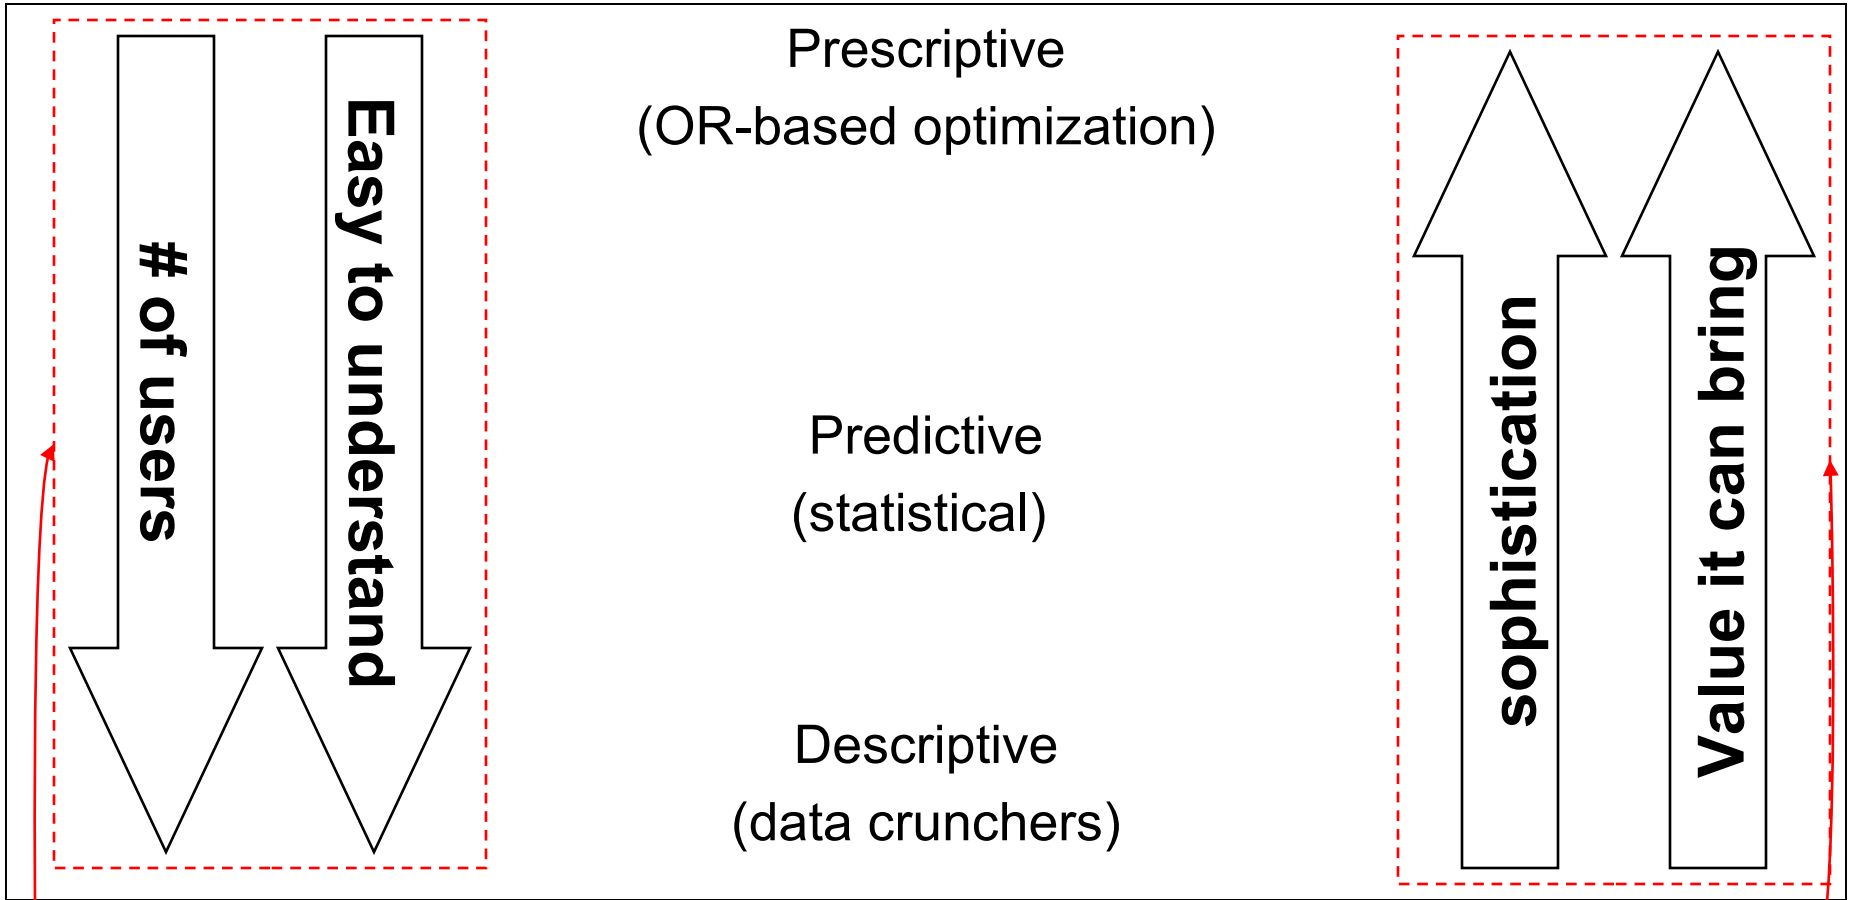 # of users
Easy to understand
Prescriptive
(OR-based optimization)
Predictive
(statistical)
Descriptive
(data crunchers)
sophistication
Value it can bring